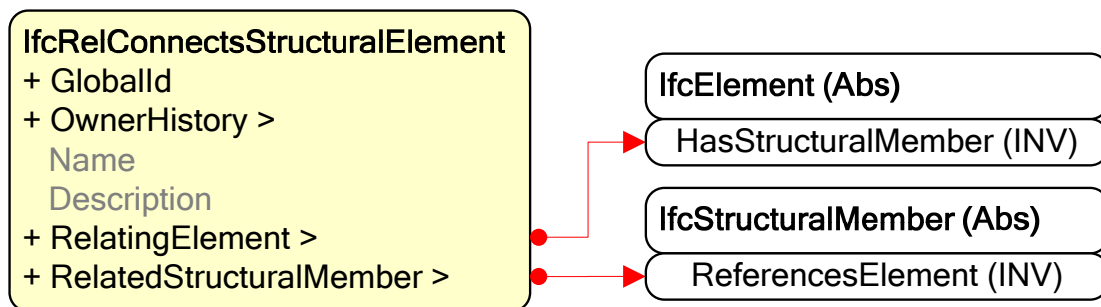 IfcRelConnectsStructuralElement
+ GlobalId
+ OwnerHistory >
Name
Description
+ RelatingElement >
+ RelatedStructuralMember >
IfcElement (Abs)
HasStructuralMember (INV)
IfcStructuralMember (Abs)
ReferencesElement (INV)